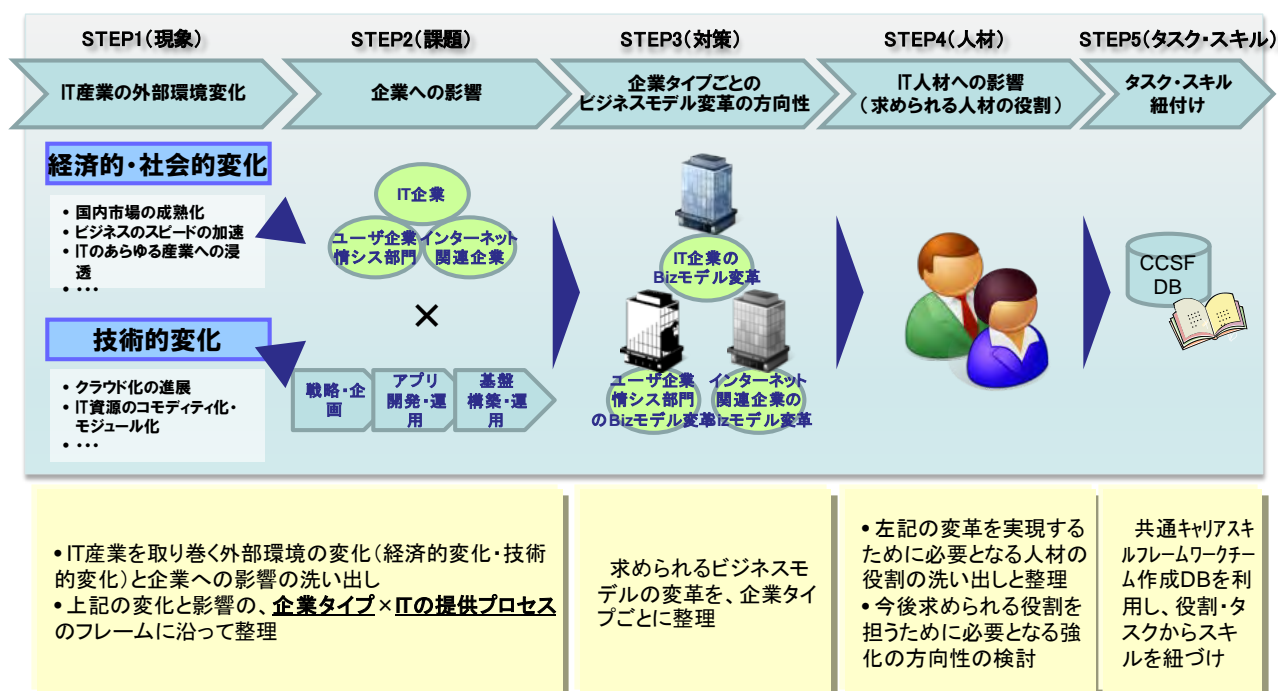 STEP1(現象)
STEP2(課題)
STEP3(対策)
STEP4(人材)
STEP5(タスク・スキル)
IT産業の外部環境変化
企業への影響
企業タイプごとの
ビジネスモデル変革の方向性
IT人材への影響
(求められる人材の役割)
タスク・スキル
紐付け
経済的・社会的変化
• 国内市場の成熟化
• ビジネスのスピードの加速
• ITのあらゆる産業への浸
透
• ・・・
技術的変化
• クラウド化の進展
• IT資源のコモディティ化・
モジュール化
• ・・・
IT企業
ユーザ企業
情シス部門
インターネット
関連企業
×
戦略・企
画
アプリ
開発・運
用
基盤
構築・運
用
IT企業の
Bizモデル変革
ユーザ企業
情シス部門
のBizモデル変革
インターネット
関連企業の
Bizモデル変革
CCSF
DB
• IT産業を取り巻く外部環境の変化(経済的変化・技術
的変化)と企業への影響の洗い出し
• 上記の変化と影響の、企業タイプ×ITの提供プロセス
のフレームに沿って整理
求められるビジネスモ
デルの変革を、企業タイ
プごとに整理
• 左記の変革を実現する
ために必要となる人材の
役割の洗い出しと整理
• 今後求められる役割を
担うために必要となる強
化の方向性の検討
共通キャリアスキ
ルフレームワークチー
ム作成DBを利
用し、役割・タ
スクからスキ
ルを紐づけ